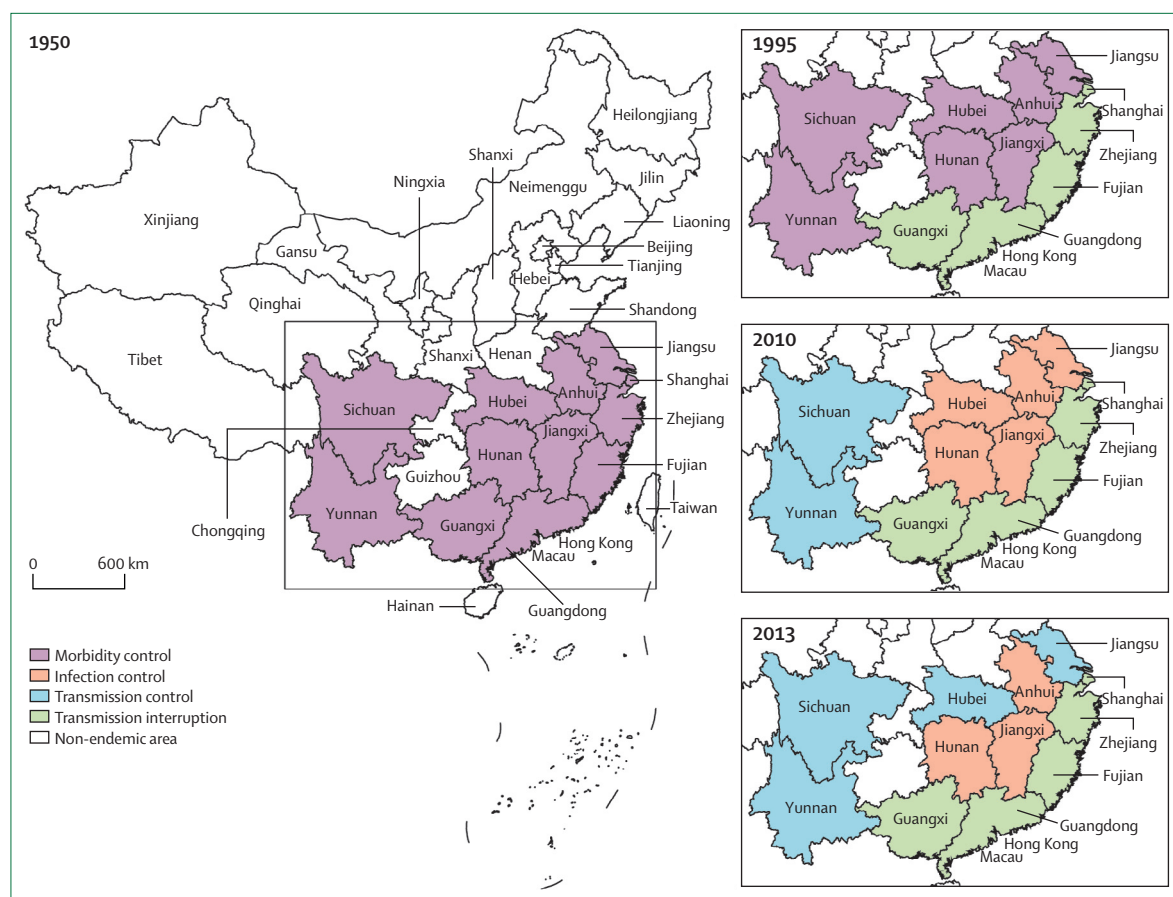 1950
Heilongjiang
Shanxi
Jilin
Ningxia
Neimenggu
Xinjiang
Liaoning
Gansu
Beijing
Tianjing
Hebei
Qinghai
Shandong
Tibet
Shanxi
Henan
Jiangsu
Shanghai
Sichuan
Hubei
Anhui
Zhejiang
Jiangxi
Hunan
Fujian
Guizhou
Taiwan
Yunnan
Guangxi
Chongqing
Hong Kong
Macau
0
600 km
Hainan
Guangdong
Morbidity control
Infection control
Transmission control
Transmission interruption
Non-endemic area
1995
Jiangsu
Sichuan
Hubei
Anhui
Shanghai
Hunan
Jiangxi
Zhejiang
Fujian
Yunnan
Guangxi
Guangdong
Hong Kong
Macau
2010
Jiangsu
Sichuan
Hubei
Anhui
Shanghai
Hunan
Jiangxi
Zhejiang
Fujian
Yunnan
Guangxi
Guangdong
Hong Kong
Macau
2013
Jiangsu
Sichuan
Hubei
Anhui
Shanghai
Hunan
Jiangxi
Zhejiang
Fujian
Yunnan
Guangxi
Guangdong
Hong Kong
Macau